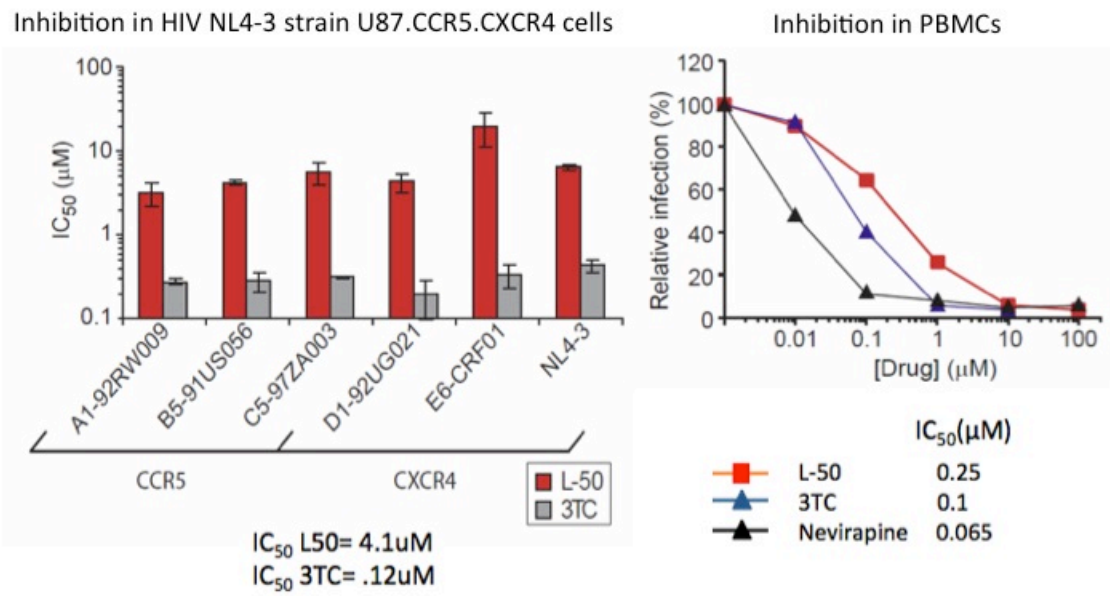 Inhibition in HIV NL4-3 strain U87.CCR5.CXCR4 cells
100
10
1
0.1
IC50 (µM)
A1-92RW009
B5-91US056
C5-97ZA003
D1-92UG021
E6-CRF01
NL4-3
CCR5
CXCR4
L-50
3TC
IC50 L50= 4.1uM
IC50 3TC= .12uM
Inhibition in PBMCs
120
100
80
60
40
20
0
Relative infection (%)
0.01 0.1 1 10 100
[Drug] (µM)
IC50(µM)
L-50 0.25
3TC 0.1
Nevirapine 0.065